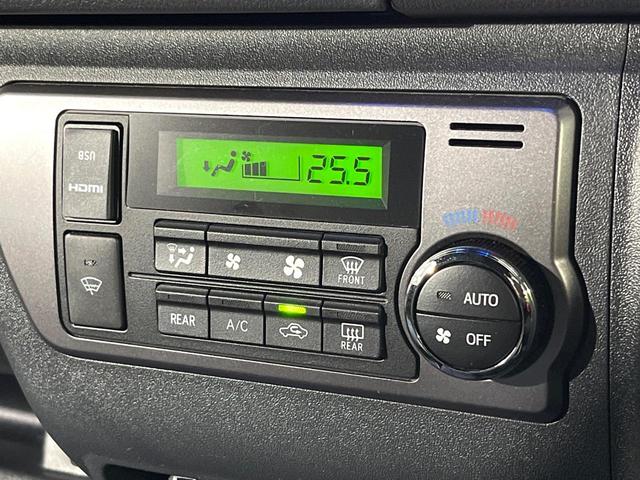 USB
HDMI
25.5
FRONT
AUTO
OFF
REAR
A/C
REAR